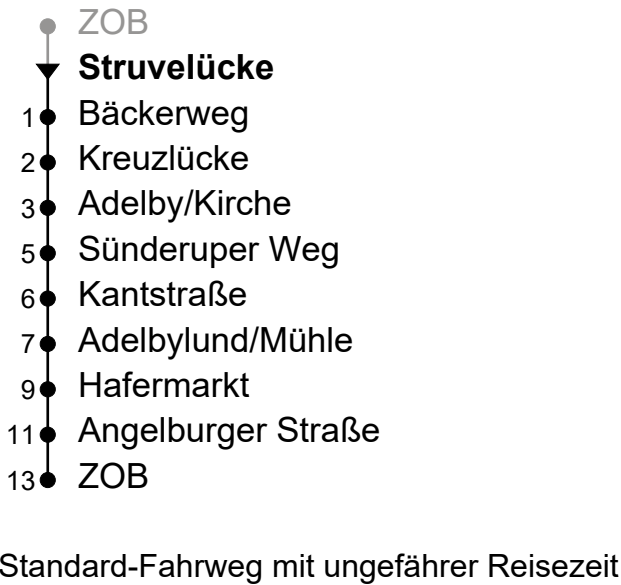 ZOB
Struvelücke
1 Bäckerweg
2 Kreuzlücke
3 Adelby/Kirche
5 Sünderuper Weg
6 Kantstraße
7 Adelbylund/Mühle
9 Hafermarkt
11 Angelburger Straße
13 ZOB
Standard-Fahrweg mit ungefährer Reisezeit